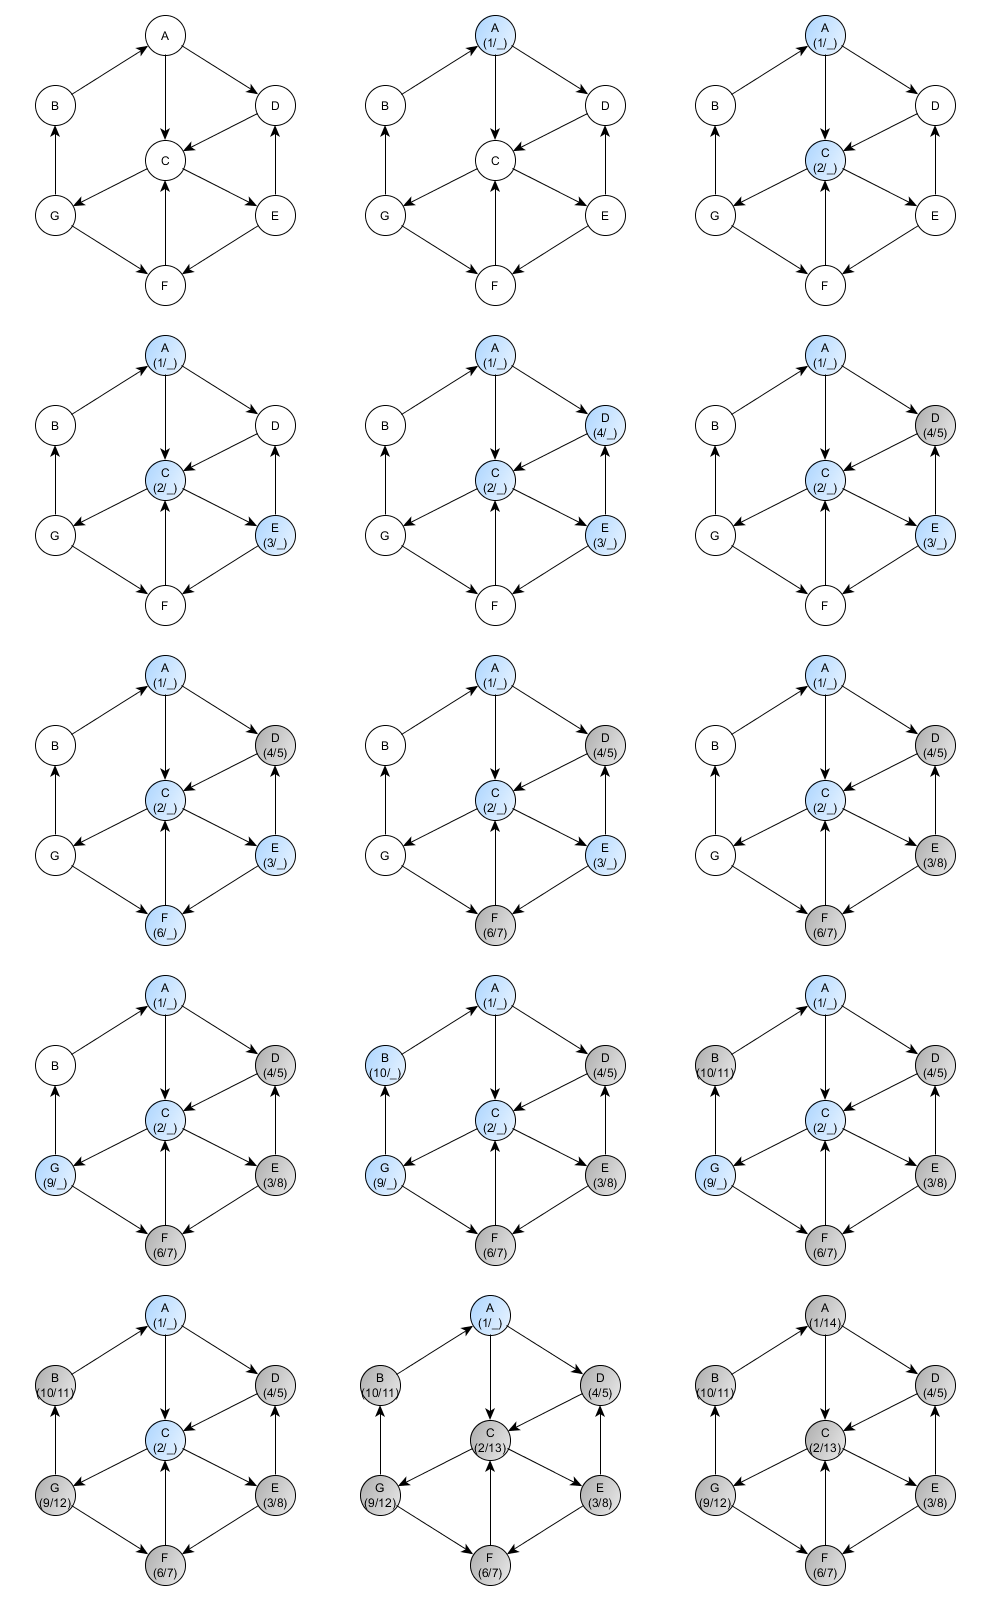 A
B
D
C
G
E
F
A
(1/_)
B
D
C
G
E
F
A
(1/_)
B
D
C
(2/_)
G
E
F
A
(1/_)
B
D
C
(2/_)
G
E
(3/_)
F
A
(1/_)
B
D
(4/_)
C
(2/_)
G
E
(3/_)
F
A
(1/_)
B
D
(4/5)
C
(2/_)
G
E
(3/_)
F
A
(1/_)
B
D
(4/5)
C
(2/_)
G
E
(3/_)
F
(6/_)
A
(1/_)
B
D
(4/5)
C
(2/_)
G
E
(3/_)
F
(6/7)
A
(1/_)
B
D
(4/5)
C
(2/_)
G
E
(3/8)
F
(6/7)
A
(1/_)
B
D
(4/5)
C
(2/_)
G
(9/_)
E
(3/8)
F
(6/7)
A
(1/_)
B
(10/_)
D
(4/5)
C
(2/_)
G
(9/_)
E
(3/8)
F
(6/7)
A
(1/_)
B
(10/11)
D
(4/5)
C
(2/_)
G
(9/_)
E
(3/8)
F
(6/7)
A
(1/_)
B
(10/11)
D
(4/5)
C
(2/_)
G
(9/12)
E
(3/8)
F
(6/7)
A
(1/_)
B
(10/11)
D
(4/5)
C
(2/13)
G
(9/12)
E
(3/8)
F
(6/7)
A
(1/14)
B
(10/11)
D
(4/5)
C
(2/13)
G
(9/12)
E
(3/8)
F
(6/7)